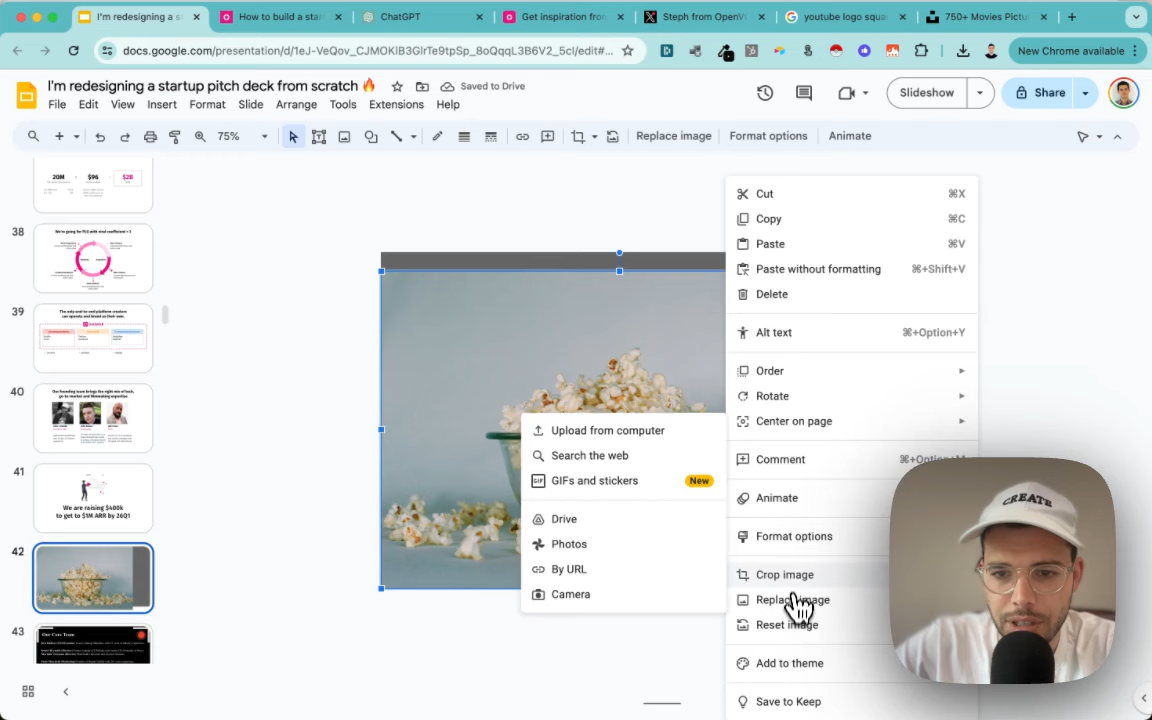 I'm redesigning a s
How to build a star
ChatGPT
Get inspiration fro
Steph from OpenV
youtube logo squa
750+ Movies Pictu
docs.google.com/presentation/d/1eJ-VeQov_CJMOKlB3GlrTe9tpSp_8oQqqL3B6V2_5cI/edit#...
New Chrome available
I'm redesigning a startup pitch deck from scratch 🔥
Saved to Drive
File Edit View Insert Format Slide Arrange Tools Extensions Help
Slideshow
Share
75%
Replace image
Format options
Animate
20M
$96
$2B
38
We're going for PLG with viral coefficient > 2
39
The only end-to-end platform creators
can operate and brand as their own.
40
Our founding team brings the right mix of tech,
go to market and filmmaking expertise.
41
We are raising $400k
to get to $1M ARR by 26Q1
42
43
Our Core Team
Cut ⌘X
Copy ⌘C
Paste ⌘V
Paste without formatting ⌘+Shift+V
Delete
Alt text ⌘+Option+Y
Order
Rotate
Center on page
Comment ⌘+Option+M
Animate
Format options
Crop image
Replace image
Reset image
Add to theme
Save to Keep
Upload from computer
Search the web
GIF
GIFs and stickers New
Drive
Photos
By URL
Camera
CREATE